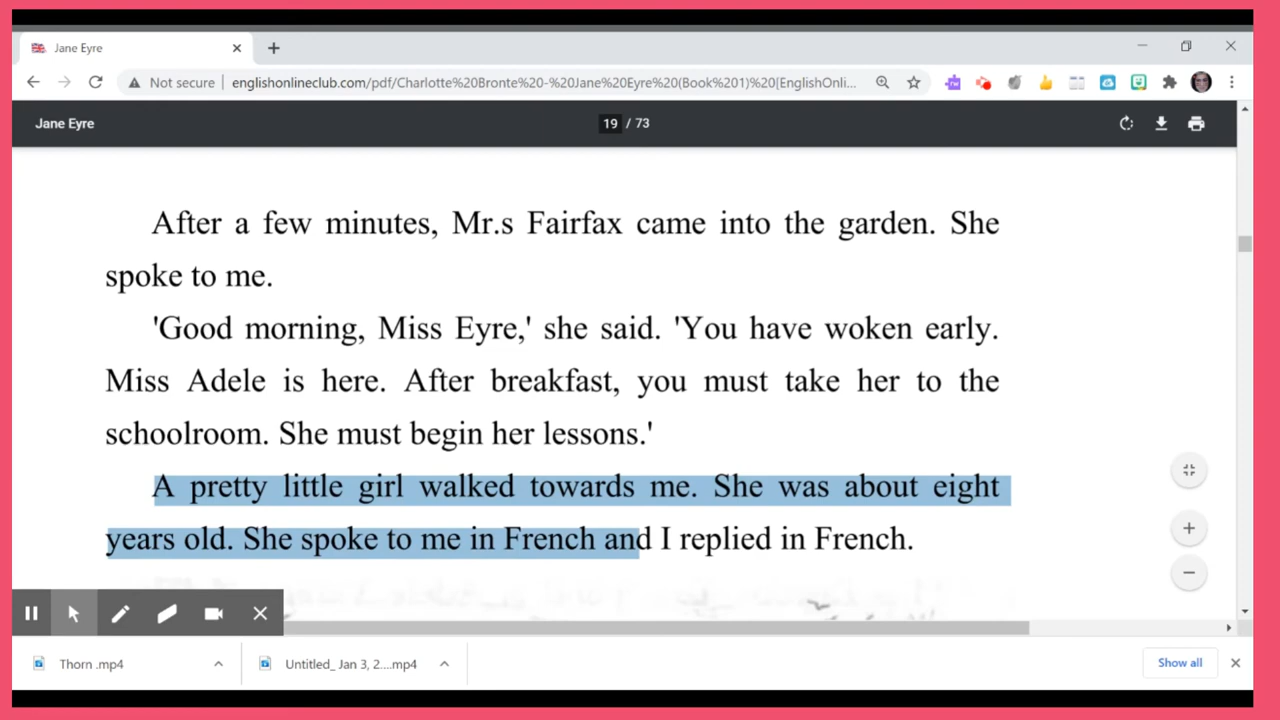 Jane Eyre
Not secure englishonlineclub.com/pdf/Charlotte%20Bronte%20-%20Jane%20Eyre%20(Book%201)%20[EnglishOnli...
Jane Eyre 19 / 73
After a few minutes, Mr.s Fairfax came into the garden. She
spoke to me.
'Good morning, Miss Eyre,' she said. 'You have woken early.
Miss Adele is here. After breakfast, you must take her to the
schoolroom. She must begin her lessons.'
A pretty little girl walked towards me. She was about eight
years old. She spoke to me in French and I replied in French.
Thorn .mp4 Untitled_ Jan 3, 2....mp4 Show all